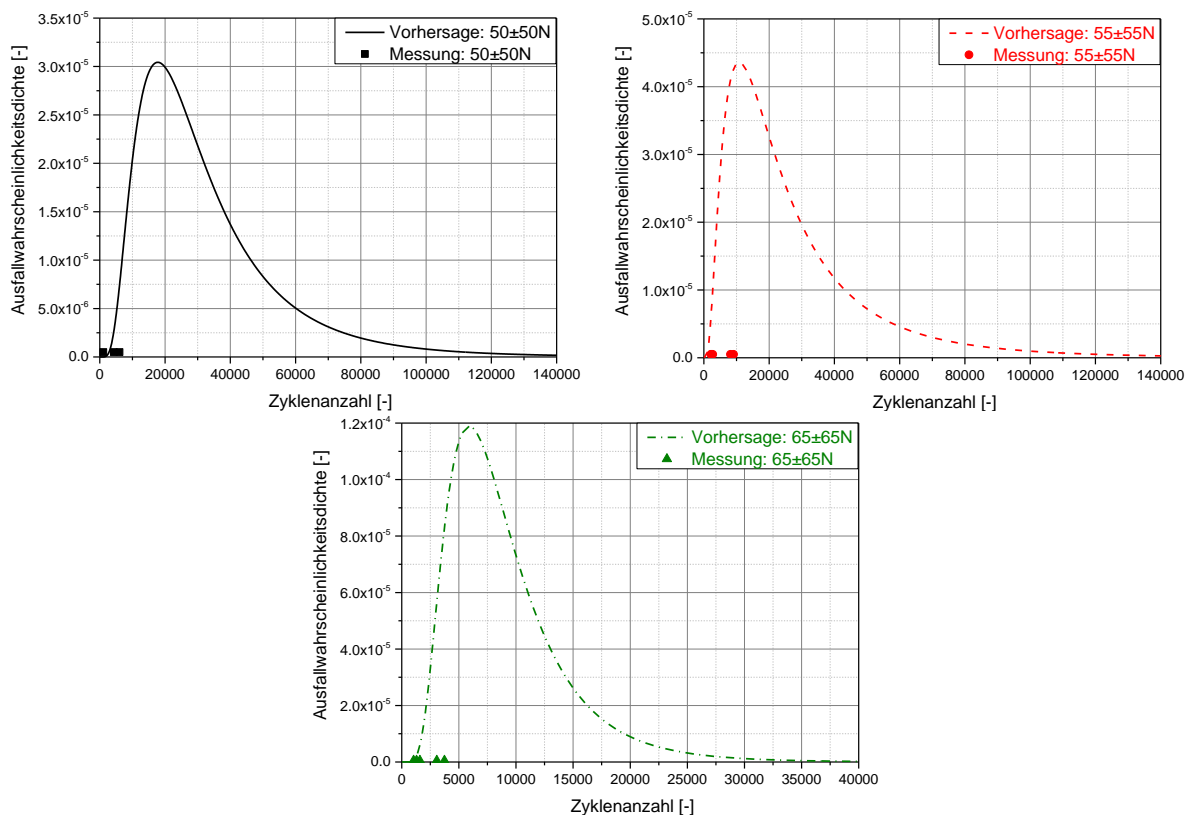 Vorhersage: 50±50N
Messung: 50±50N
Ausfallwahrscheinlichkeitsdichte [-]
3.5x10⁻⁵
3.0x10⁻⁵
2.5x10⁻⁵
2.0x10⁻⁵
1.5x10⁻⁵
1.0x10⁻⁵
5.0x10⁻⁶
0.0
0 20000 40000 60000 80000 100000 120000 140000
Zyklenanzahl [-]
Vorhersage: 55±55N
Messung: 55±55N
Ausfallwahrscheinlichkeitsdichte [-]
5.0x10⁻⁵
4.0x10⁻⁵
3.0x10⁻⁵
2.0x10⁻⁵
1.0x10⁻⁵
0.0
0 20000 40000 60000 80000 100000 120000 140000
Zyklenanzahl [-]
Vorhersage: 65±65N
Messung: 65±65N
Ausfallwahrscheinlichkeitsdichte [-]
1.2x10⁻⁴
1.0x10⁻⁴
8.0x10⁻⁵
6.0x10⁻⁵
4.0x10⁻⁵
2.0x10⁻⁵
0.0
0 5000 10000 15000 20000 25000 30000 35000 40000
Zyklenanzahl [-]